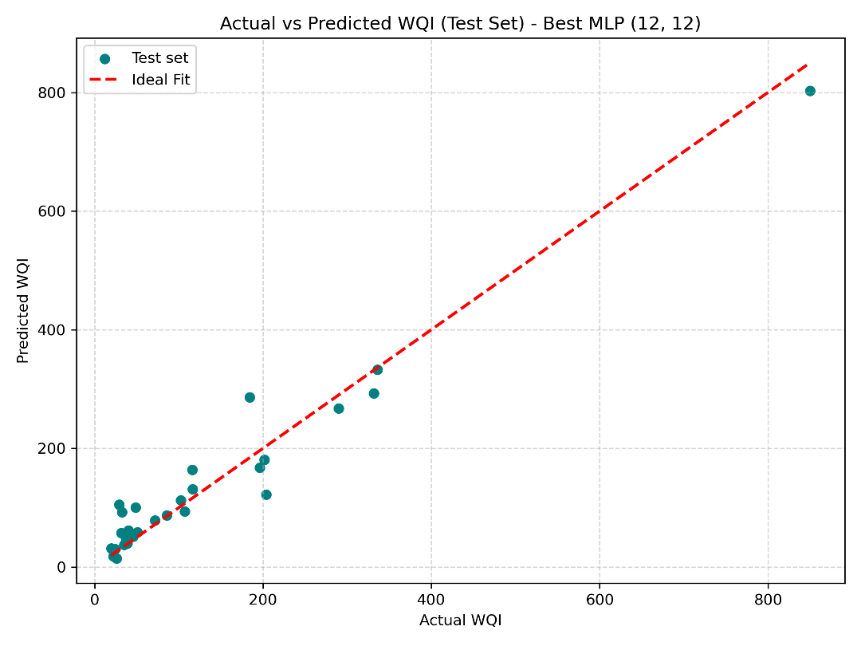 Actual vs Predicted WQI (Test Set) - Best MLP (12, 12)
Test set
Ideal Fit
800
600
400
200
0
Predicted WQI
0 200 400 600 800
Actual WQI